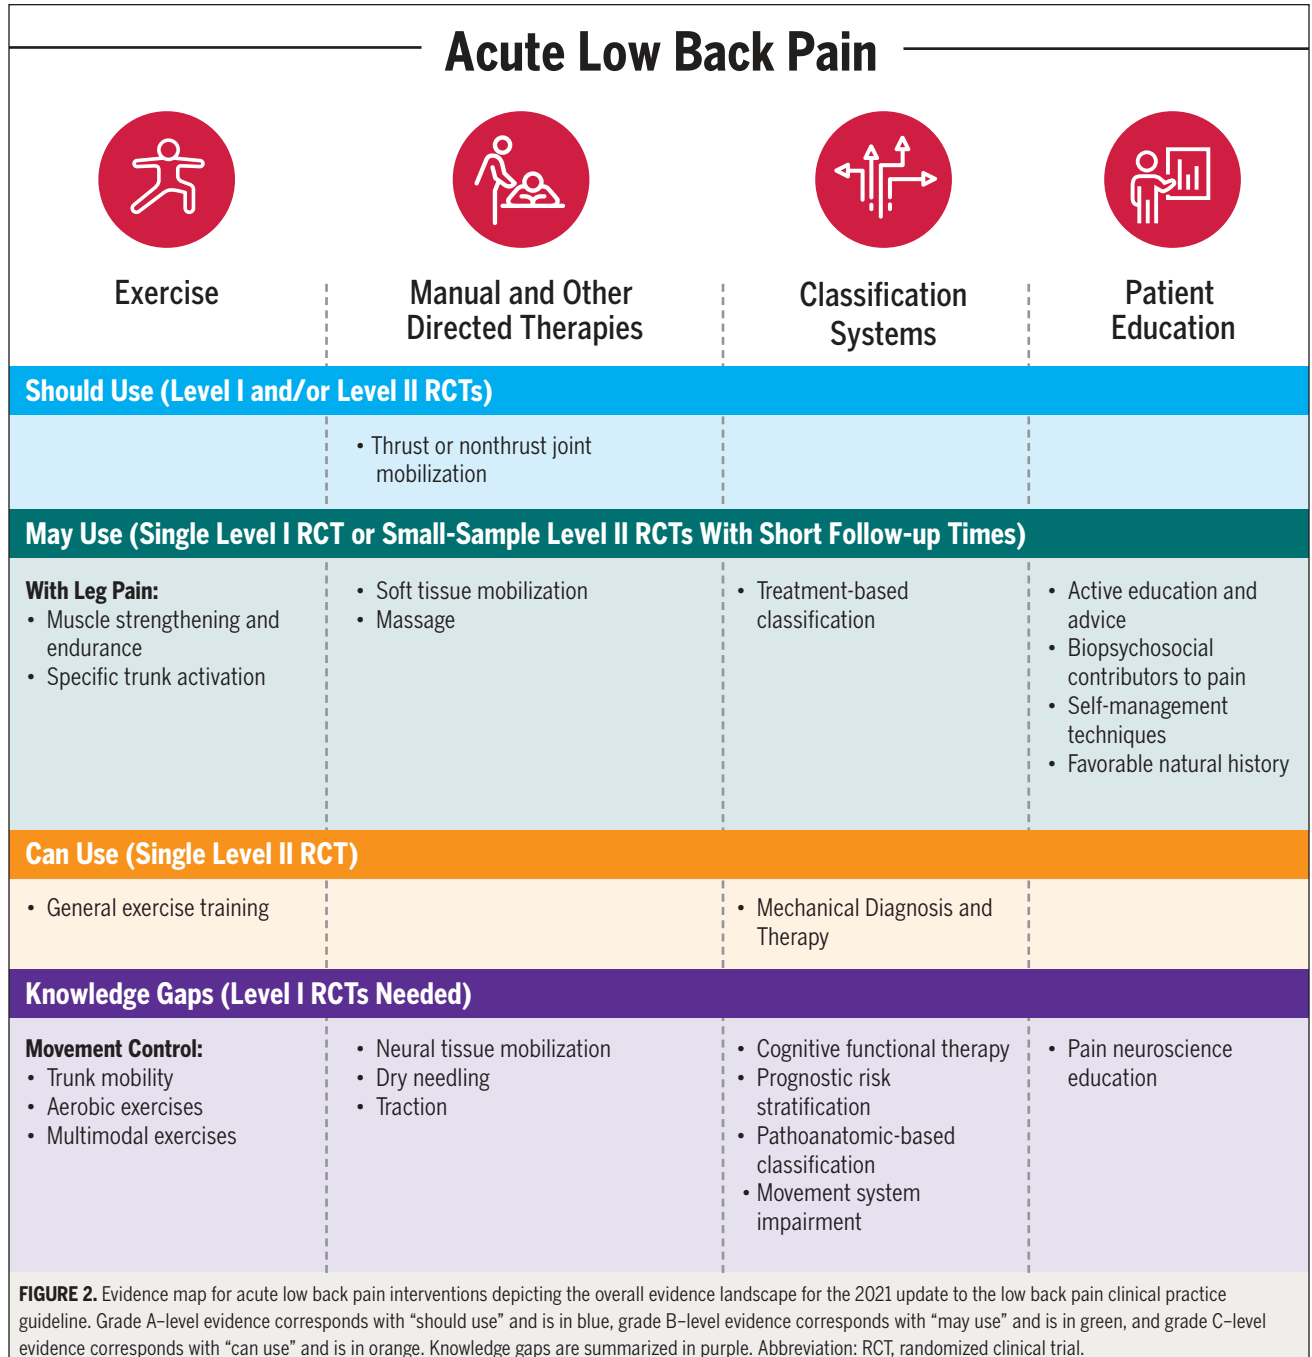 Acute Low Back Pain
Exercise
Manual and Other
Directed Therapies
Classification
Systems
Patient
Education
Should Use (Level I and/or Level II RCTs)
• Thrust or nonthrust joint
mobilization
May Use (Single Level I RCT or Small-Sample Level II RCTs With Short Follow-up Times)
With Leg Pain:
• Muscle strengthening and
endurance
• Specific trunk activation
• Soft tissue mobilization
• Massage
• Treatment-based
classification
• Active education and
advice
• Biopsychosocial
contributors to pain
• Self-management
techniques
• Favorable natural history
Can Use (Single Level II RCT)
• General exercise training
• Mechanical Diagnosis and
Therapy
Knowledge Gaps (Level I RCTs Needed)
Movement Control:
• Trunk mobility
• Aerobic exercises
• Multimodal exercises
• Neural tissue mobilization
• Dry needling
• Traction
• Cognitive functional therapy
• Prognostic risk
stratification
• Pathoanatomic-based
classification
• Movement system
impairment
• Pain neuroscience
education
FIGURE 2. Evidence map for acute low back pain interventions depicting the overall evidence landscape for the 2021 update to the low back pain clinical practice
guideline. Grade A–level evidence corresponds with “should use” and is in blue, grade B–level evidence corresponds with “may use” and is in green, and grade C–level
evidence corresponds with “can use” and is in orange. Knowledge gaps are summarized in purple. Abbreviation: RCT, randomized clinical trial.